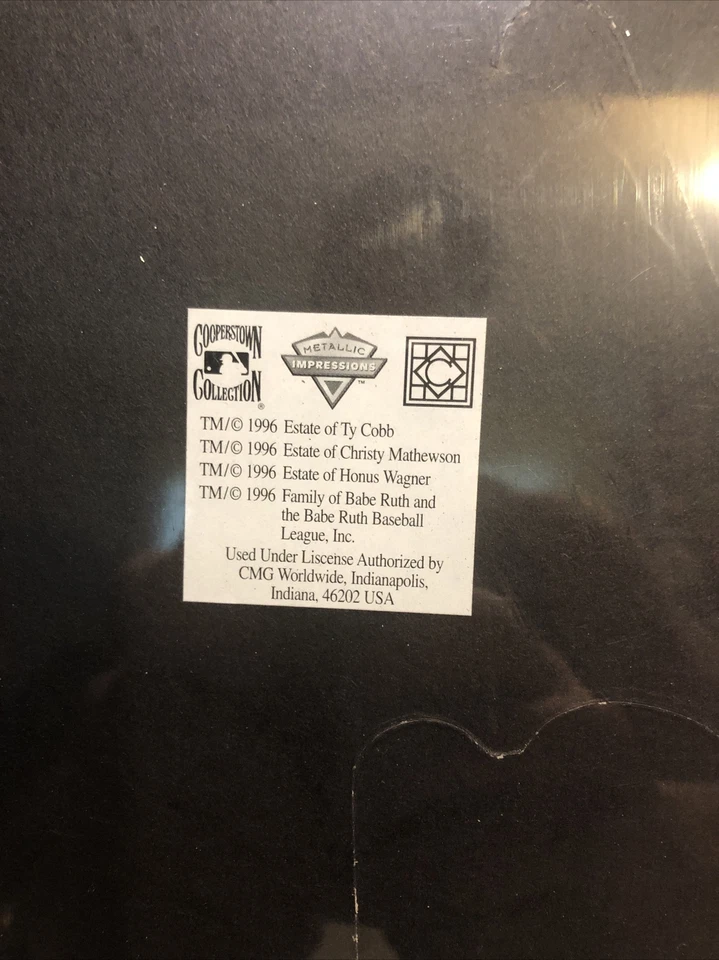 COOPERSTOWN
COLLECTION
®
METALLIC
IMPRESSIONS
™
C
TM/© 1996 Estate of Ty Cobb
TM/© 1996 Estate of Christy Mathewson
TM/© 1996 Estate of Honus Wagner
TM/© 1996 Family of Babe Ruth and
the Babe Ruth Baseball
League, Inc.
Used Under Liscense Authorized by
CMG Worldwide, Indianapolis,
Indiana, 46202 USA